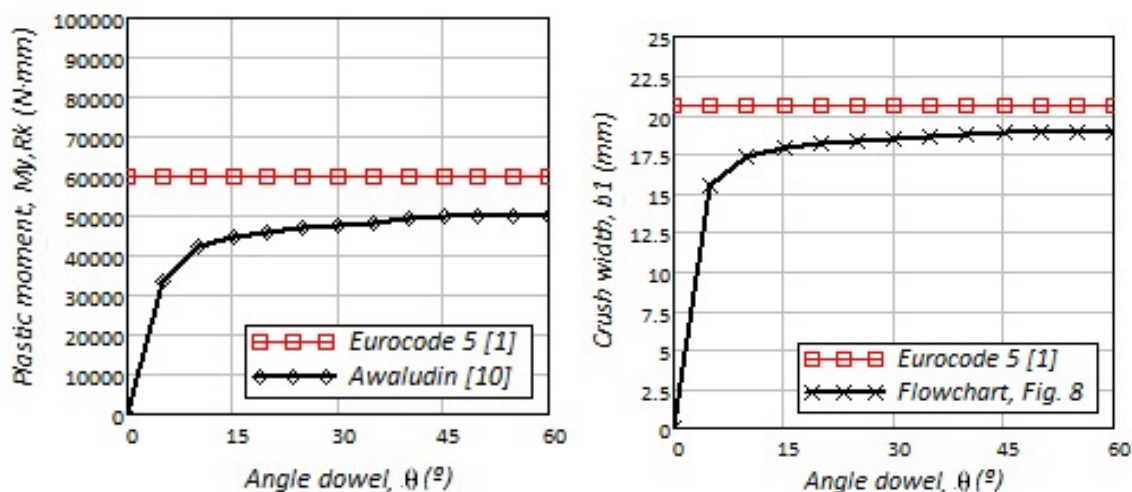 Plastic moment, My,Rk (N·mm)
100000
90000
80000
70000
60000
50000
40000
30000
20000
10000
0
0 15 30 45 60
Angle dowel, .θ (º)
Eurocode 5 [1]
Awaludin [10]
Crush width, b1 (mm)
25
22.5
20
17.5
15
12.5
10
7.5
5
2.5
0
0 15 30 45 60
Angle dowel, .θ (º)
Eurocode 5 [1]
Flowchart, Fig. 8